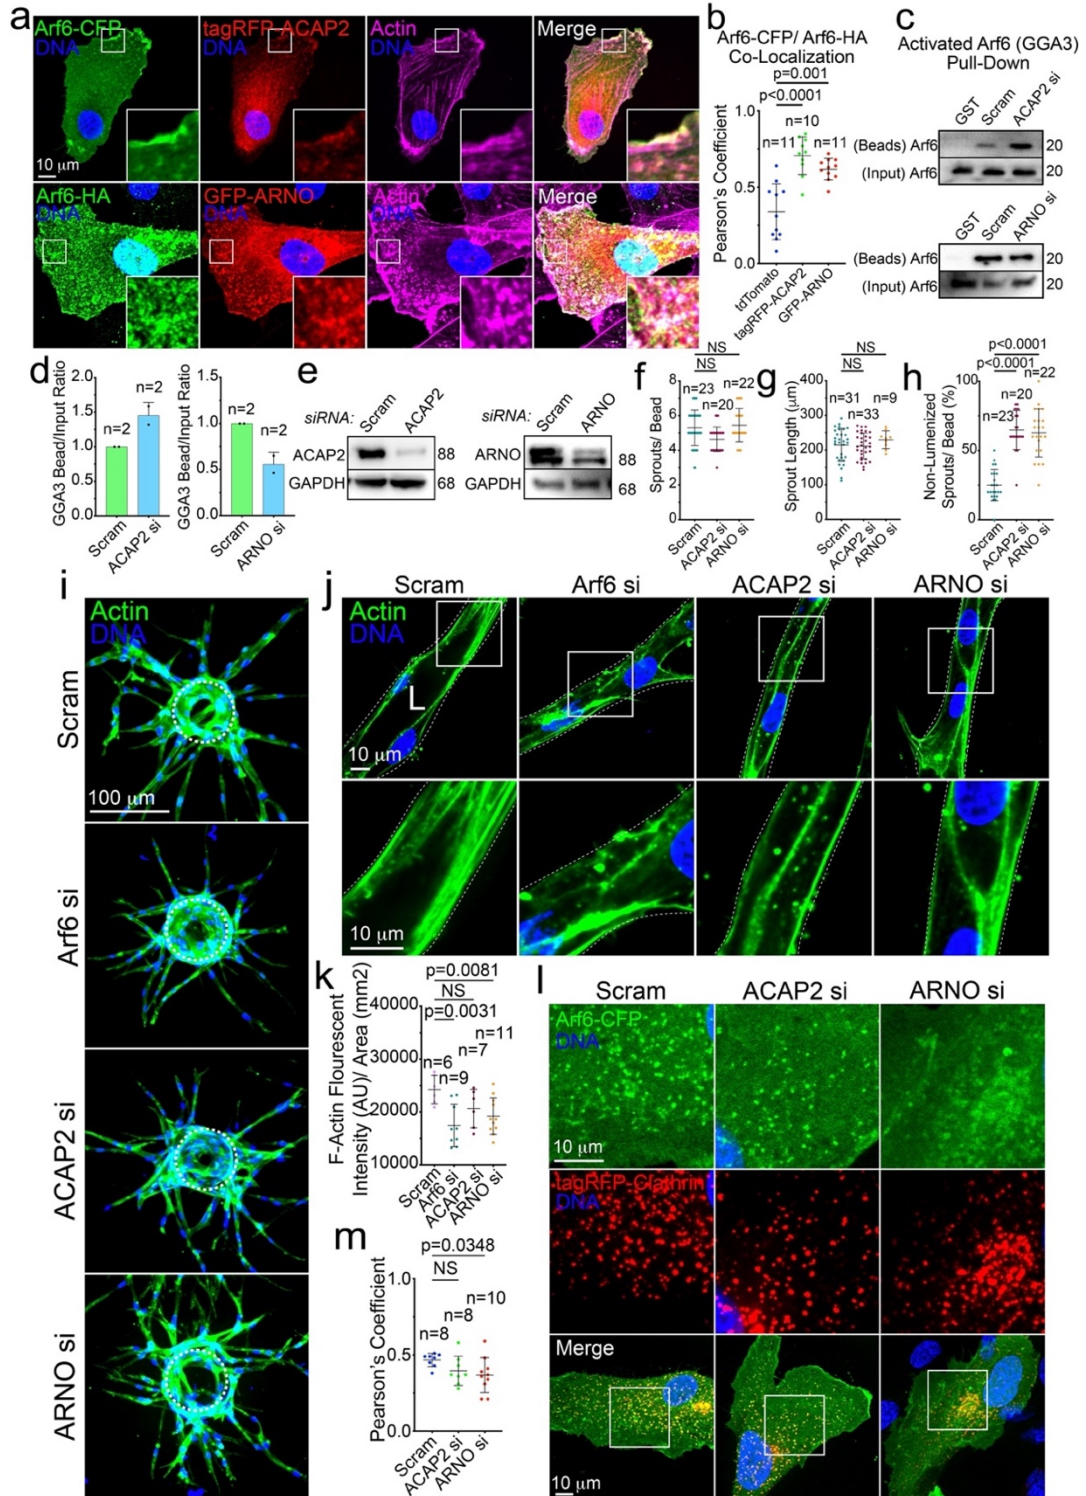 a
Arf6-CFP
DNA
tagRFP-ACAP2
DNA
Actin
DNA
Merge
10 μm
Arf6-HA
DNA
GFP-ARNO
DNA
Actin
DNA
Merge
b
Arf6-CFP/ Arf6-HA
Co-Localization
p=0.001
p<0.0001
n=10
n=11
n=11
Pearson's Coefficient
1.0
0.5
0.0
tdTomato
tagRFP-ACAP2
GFP-ARNO
c
Activated Arf6 (GGA3)
Pull-Down
GST
Scram
ACAP2 si
(Beads) Arf6
20
(Input) Arf6
20
GST
Scram
ARNO si
(Beads) Arf6
20
(Input) Arf6
20
d
GGA3 Bead/Input Ratio
2.0
1.5
1.0
0.5
0.0
n=2
n=2
Scram
ACAP2 si
GGA3 Bead/Input Ratio
1.5
1.0
0.5
0.0
n=2
n=2
Scram
ARNO si
e
siRNA:
Scram
ACAP2
ACAP2
88
GAPDH
68
siRNA:
Scram
ARNO
ARNO
88
GAPDH
68
f
NS
NS
n=23
n=20
n=22
Sprouts/ Bead
8
6
4
2
0
Scram
ACAP2 si
ARNO si
g
NS
NS
n=31
n=33
n=9
Sprout Length (μm)
400
300
200
100
0
Scram
ACAP2 si
ARNO si
h
p<0.0001
p<0.0001
n=22
n=20
n=23
Non-Lumenized
Sprouts/ Bead (%)
100
50
0
Scram
ACAP2 si
ARNO si
i
Actin
DNA
Scram
100 μm
Arf6 si
ACAP2 si
ARNO si
j
Scram
Arf6 si
ACAP2 si
ARNO si
Actin
DNA
L
10 μm
10 μm
k
p=0.0081
NS
p=0.0031
n=11
n=7
n=6
n=9
F-Actin Flourescent
Intensity (AU)/ Area (mm2)
40000
30000
20000
10000
Scram
Arf6 si
ACAP2 si
ARNO si
l
Scram
ACAP2 si
ARNO si
Arf6-CFP
DNA
10 μm
tagRFP-Clathrin
DNA
Merge
10 μm
m
p=0.0348
NS
n=10
n=8
n=8
Pearson's Coefficient
1.0
0.5
0.0
Scram
ACAP2 si
ARNO si